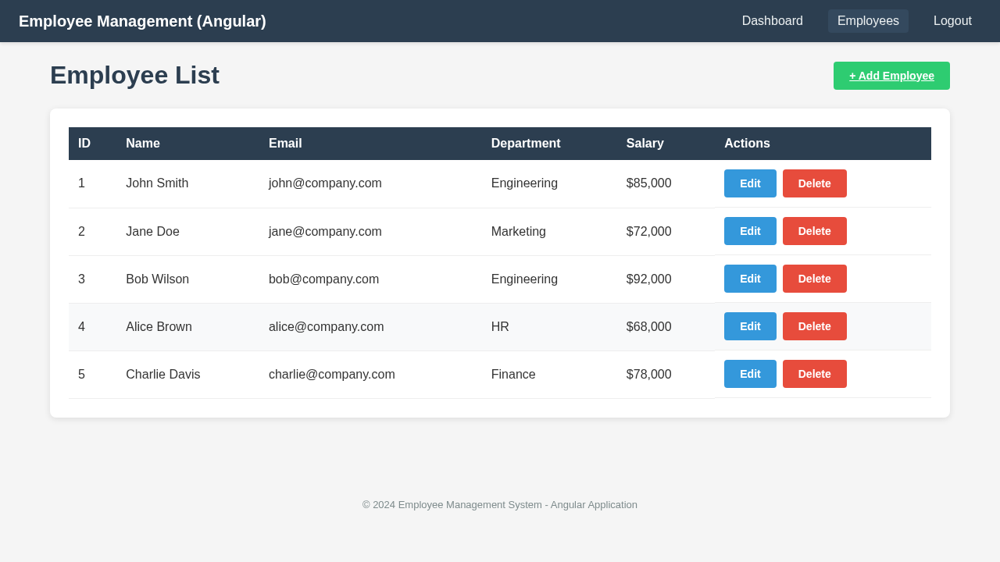 Employee Management (Angular) Dashboard Employees Logout
Employee List + Add Employee
ID Name Email Department Salary Actions
1 John Smith john@company.com Engineering $85,000 Edit Delete
2 Jane Doe jane@company.com Marketing $72,000 Edit Delete
3 Bob Wilson bob@company.com Engineering $92,000 Edit Delete
4 Alice Brown alice@company.com HR $68,000 Edit Delete
5 Charlie Davis charlie@company.com Finance $78,000 Edit Delete
© 2024 Employee Management System - Angular Application